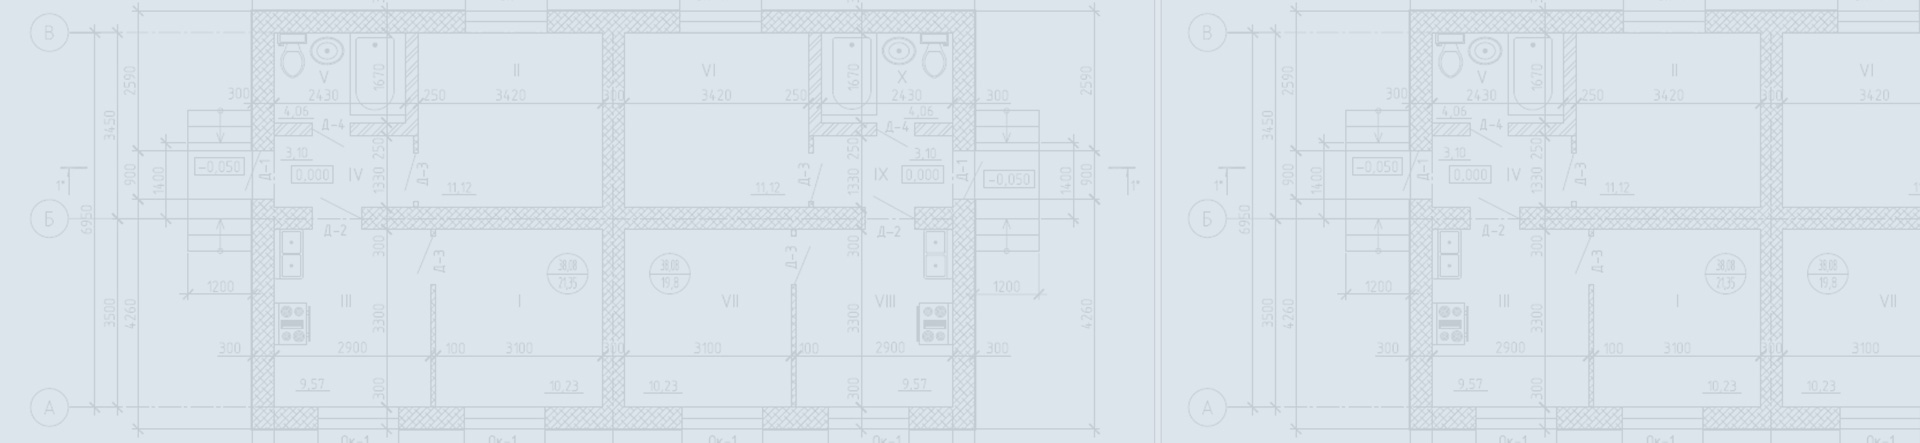 В В
2590 2590 2590
V II VI X V II VI
1670 1670 1670
300 2430 250 3420 300 3420 250 2430 300 300 2430 250 3420 300 3420
4,06 4,06 4,06
3450 Д-4 Д-4 3450 Д-4
3,10 250 250 3,10 3,10 250
-0,050 Д-1 0,000 IV 1330 Д-3 Д-3 1330 IX 0,000 Д-1 -0,050 -0,050 Д-1 0,000 IV 1330 Д-3
900 1400 11,12 11,12 1400 900 900 1400 11,12
Б 6950 Б 6950
Д-2 Д-2 Д-2
300 Д-3 Д-3 300 300 Д-3
38,08 38,08 38,08 38,08
21,35 19,8 21,35 19,8
1200 1200 1200
III I VII VIII III I VII
3500 4260 3300 3300 4260 3500 4260 3300
300 2900 100 3100 300 3100 100 2900 300 300 2900 100 3100 300 3100
9,57 300 10,23 10,23 300 9,57 9,57 300 10,23 10,23
А А
Ок-1 Ок-1 Ок-1 Ок-1 Ок-1 Ок-1 Ок-1